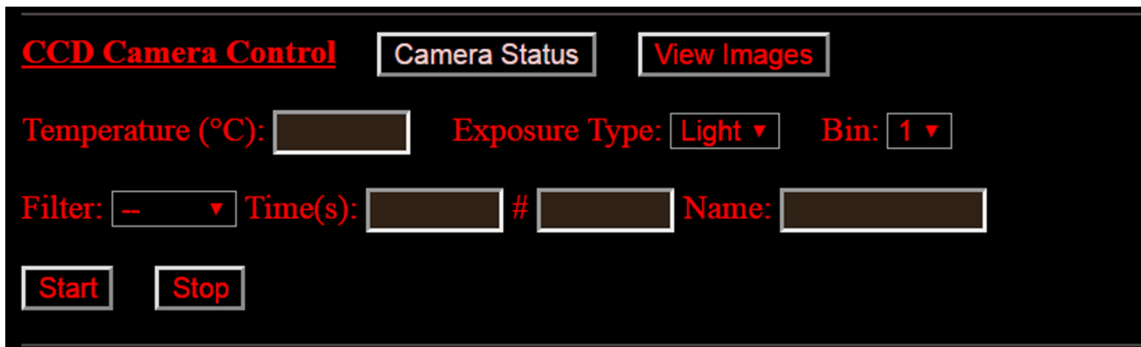 CCD Camera Control Camera Status View Images
Temperature (°C): Exposure Type: Light ▼ Bin: 1 ▼
Filter: -- ▼ Time(s): # Name:
Start Stop